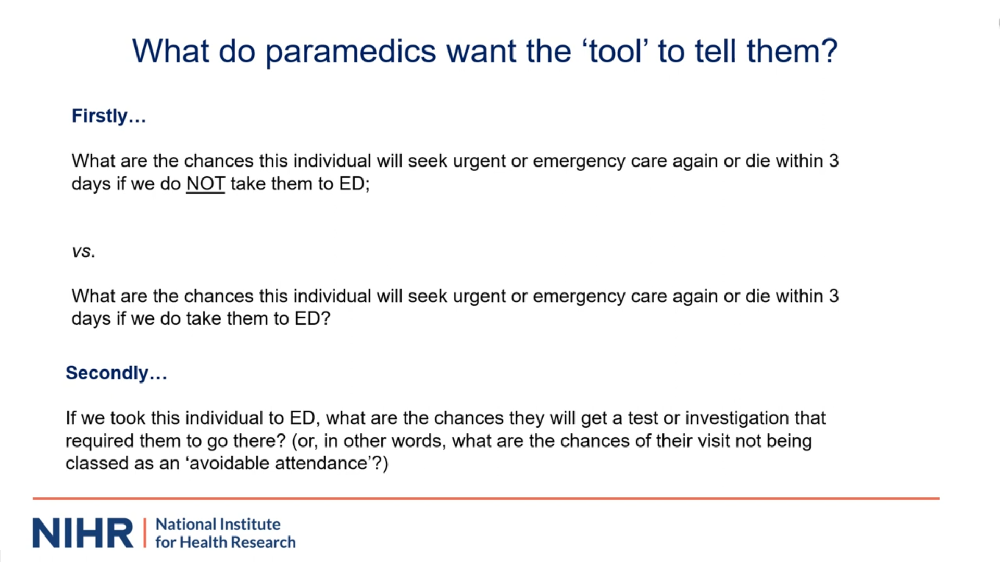 What do paramedics want the ‘tool’ to tell them?
Firstly…
What are the chances this individual will seek urgent or emergency care again or die within 3
days if we do NOT take them to ED;
vs.
What are the chances this individual will seek urgent or emergency care again or die within 3
days if we do take them to ED?
Secondly…
If we took this individual to ED, what are the chances they will get a test or investigation that
required them to go there? (or, in other words, what are the chances of their visit not being
classed as an ‘avoidable attendance’?)
NIHR | National Institute
for Health Research